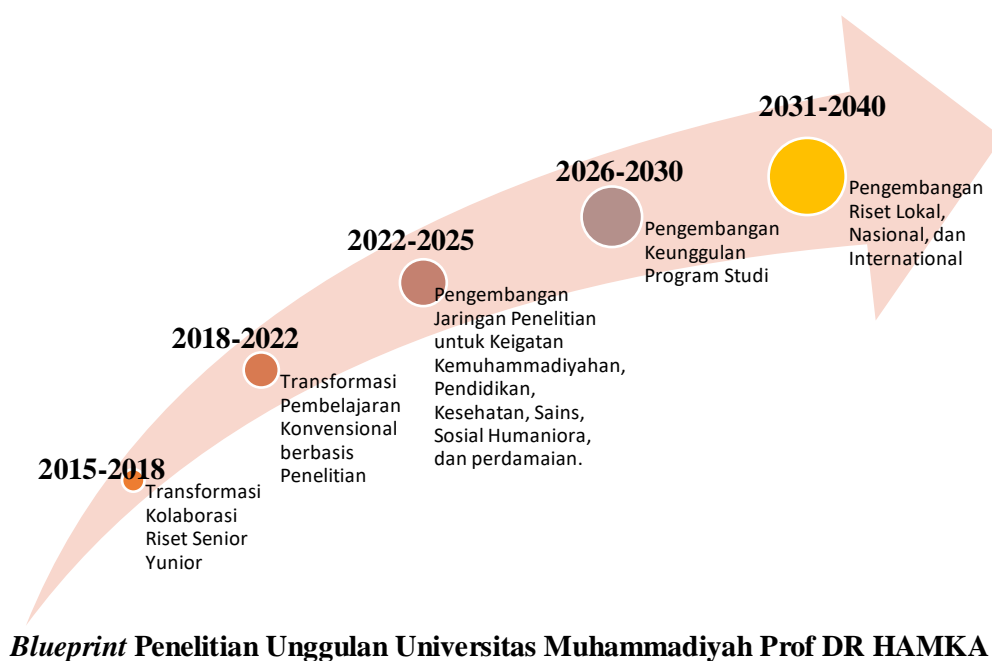 2015-2018
Transformasi
Kolaborasi
Riset Senior
Yunior
2018-2022
Transformasi
Pembelajaran
Konvensional
berbasis
Penelitian
2022-2025
Pengembangan
Jaringan Penelitian
untuk Keigatan
Kemuhammadiyahan,
Pendidikan,
Kesehatan, Sains,
Sosial Humaniora,
dan perdamaian.
2026-2030
Pengembangan
Keunggulan
Program Studi
2031-2040
Pengembangan
Riset Lokal,
Nasional, dan
International
Blueprint Penelitian Unggulan Universitas Muhammadiyah Prof DR HAMKA